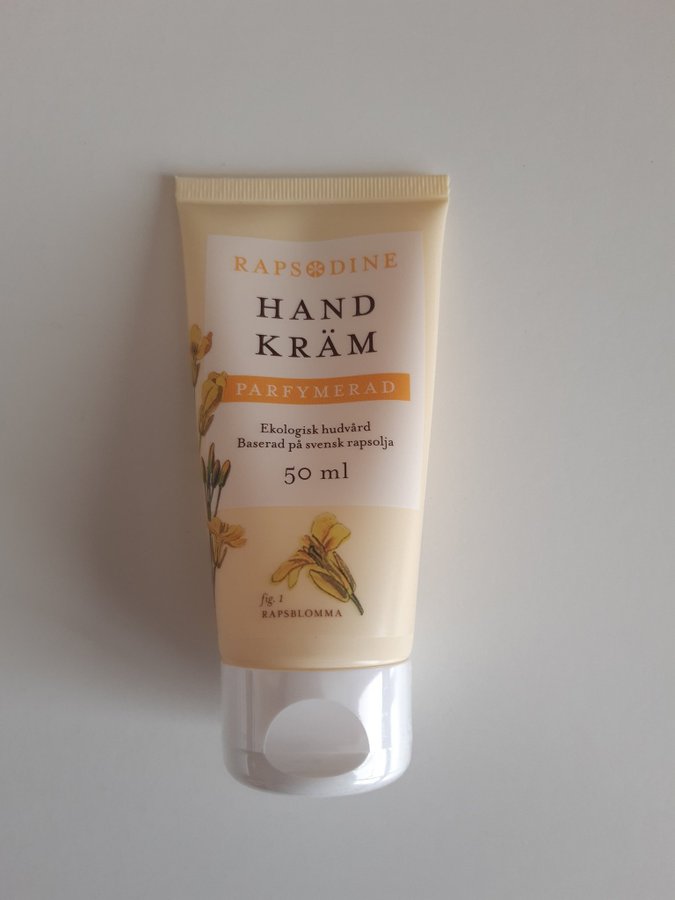 RAPSODINE
HAND
KRÄM
PARFYMERAD
Ekologisk hudvård
Baserad på svensk rapsolja
50 ml
fig. 1
RAPSBLOMMA